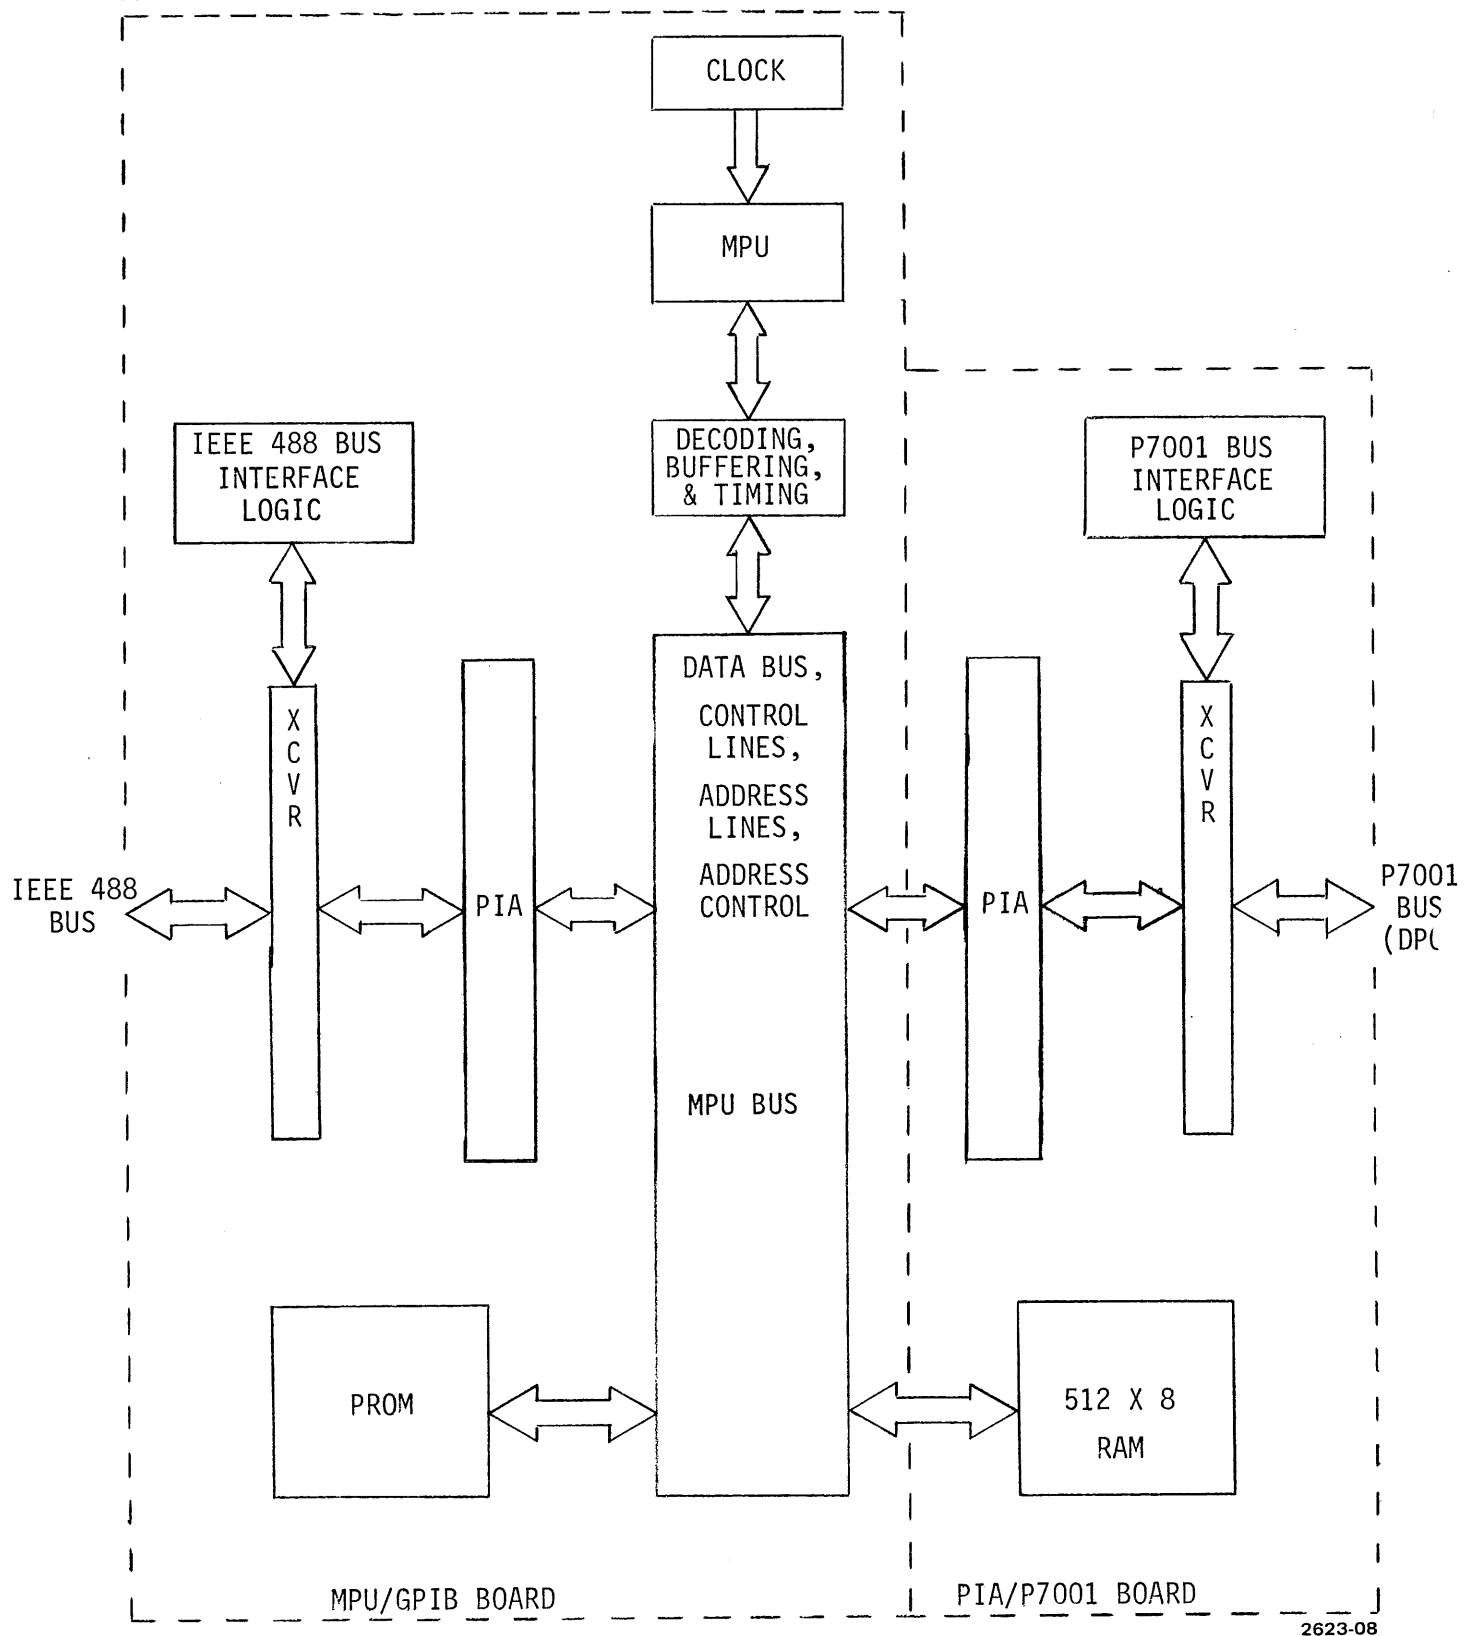 CLOCK
MPU
DECODING,
BUFFERING,
& TIMING
IEEE 488 BUS
INTERFACE
LOGIC
P7001 BUS
INTERFACE
LOGIC
X
C
V
R
PIA
DATA BUS,
CONTROL
LINES,
ADDRESS
LINES,
ADDRESS
CONTROL
MPU BUS
PIA
X
C
V
R
IEEE 488
BUS
P7001
BUS
PROM
512 X 8
RAM
MPU/GPIB BOARD
PIA/P7001 BOARD
2623-08